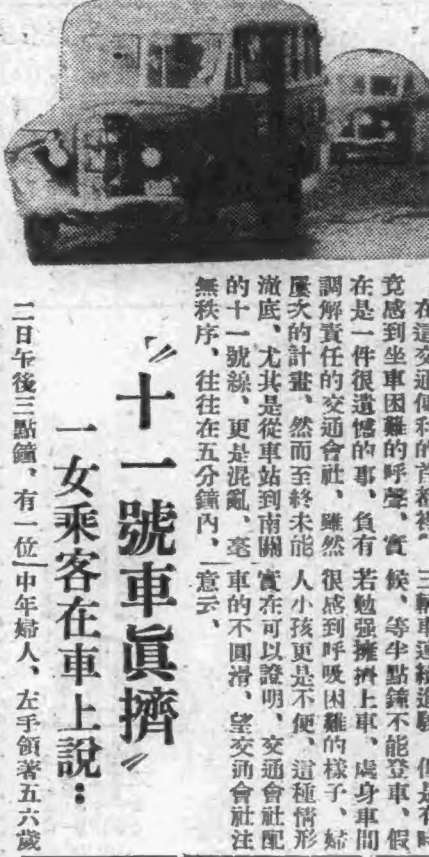 在這交通便利的首都裡
竟感到坐車困難的呼聲、實
在是一件很遺憾的事、負有
調解責任的交通會社、雖然
屢次的計畫、然而至終未能
澈底、尤其是從車站到南關
的十一號線、更是混亂、毫
無秩序、往往在五分鐘內、
三輛車連續進駛、但是有時
候、等半點鐘不能登車、假
若勉强擁擠上車、處身車間
很感到呼吸困難的樣子、婦
人小孩更是不便、這種情形
實在可以證明、交通會社配
車的不圓滑、望交通會社注
意云、
〝十一號車眞擠〞
一女乘客在車上說：
二日午後三點鐘、有一位
中年婦人、左手領著五六歲